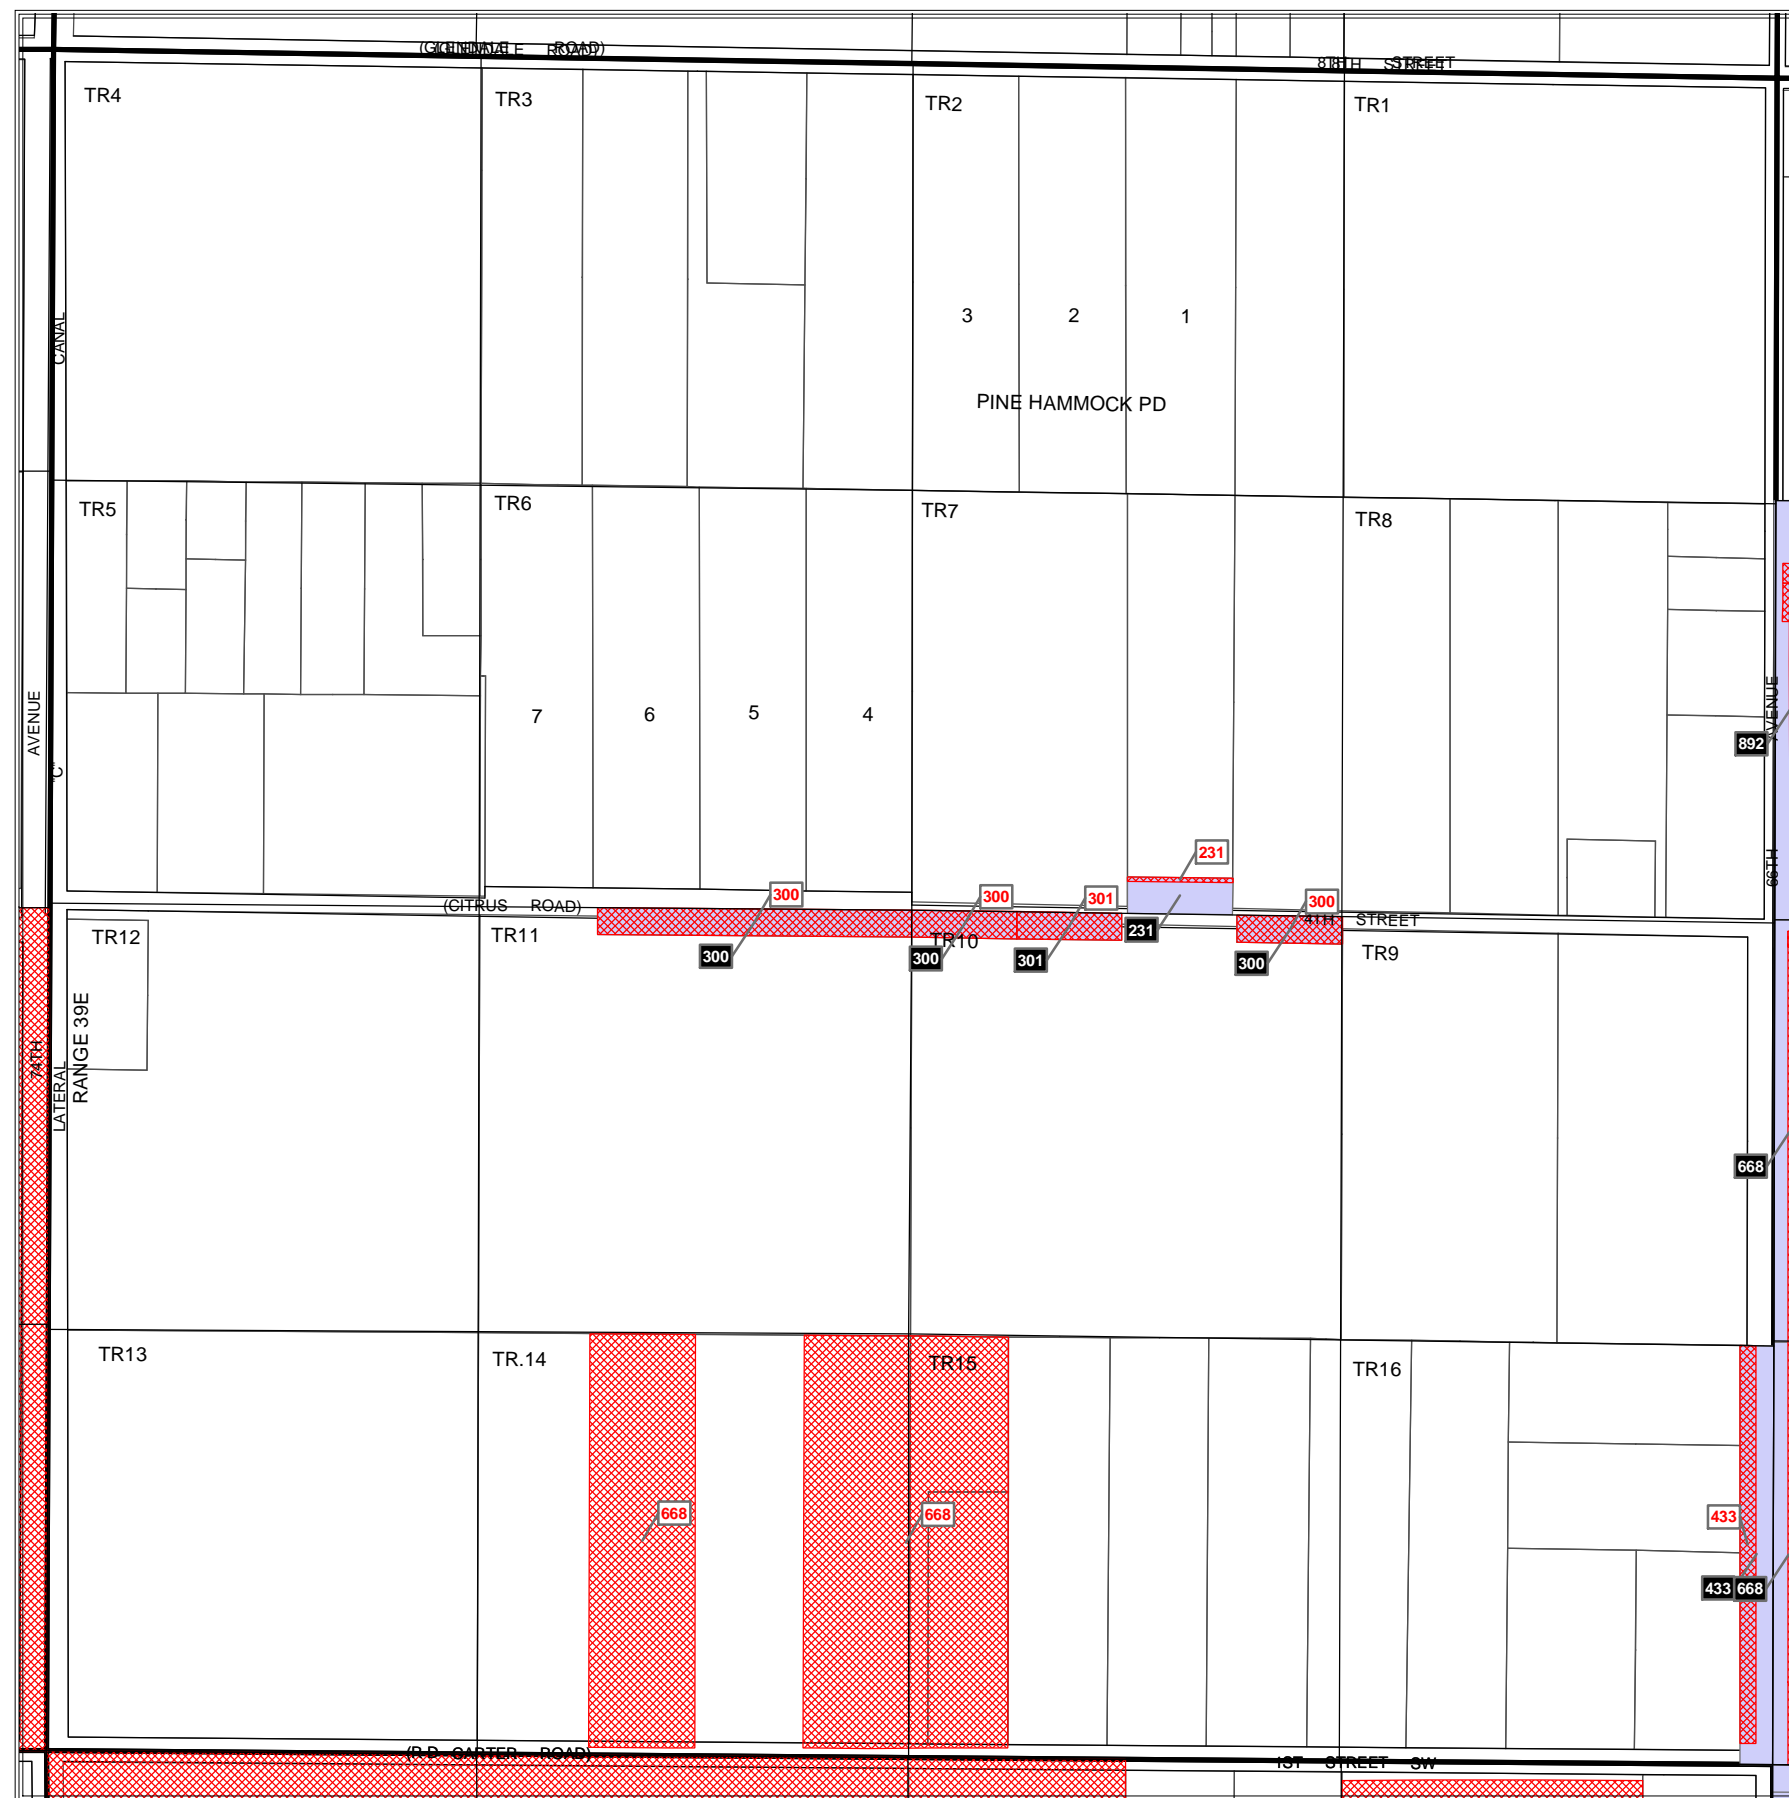 (GLENDALE ROAD)
8TH STREET
TR4
TR3
TR2
TR1
CANAL
3
2
1
PINE HAMMOCK PD
TR5
TR6
TR7
TR8
AVENUE
"C"
7
6
5
4
AVENUE
892
231
66TH
300
300
301
300
(CITRUS ROAD)
4TH STREET
231
TR12
TR11
TR10
TR9
300
300
301
300
74TH
LATERAL
RANGE 39E
668
TR13
TR.14
TR15
TR16
668
668
433
433
668
(R D CARTER ROAD)
1ST STREET SW